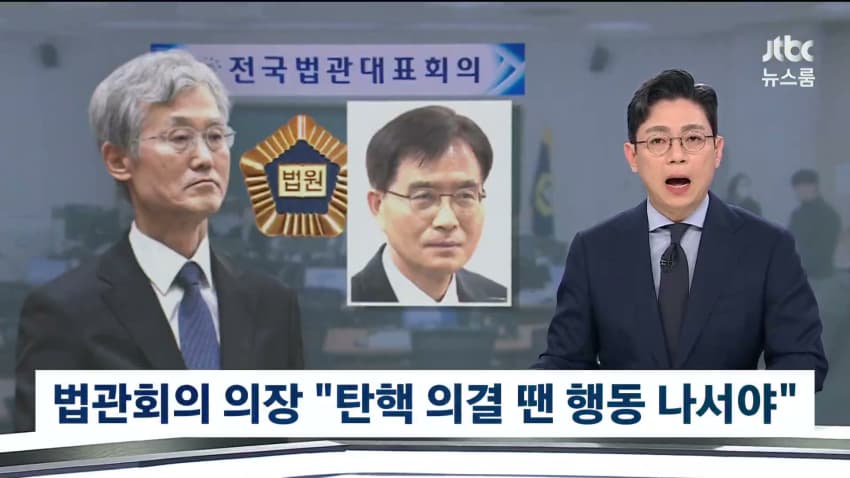 전국법관대표회의
jtbc
뉴스룸
법원
법관회의 의장 "탄핵 의결 땐 행동 나서야"